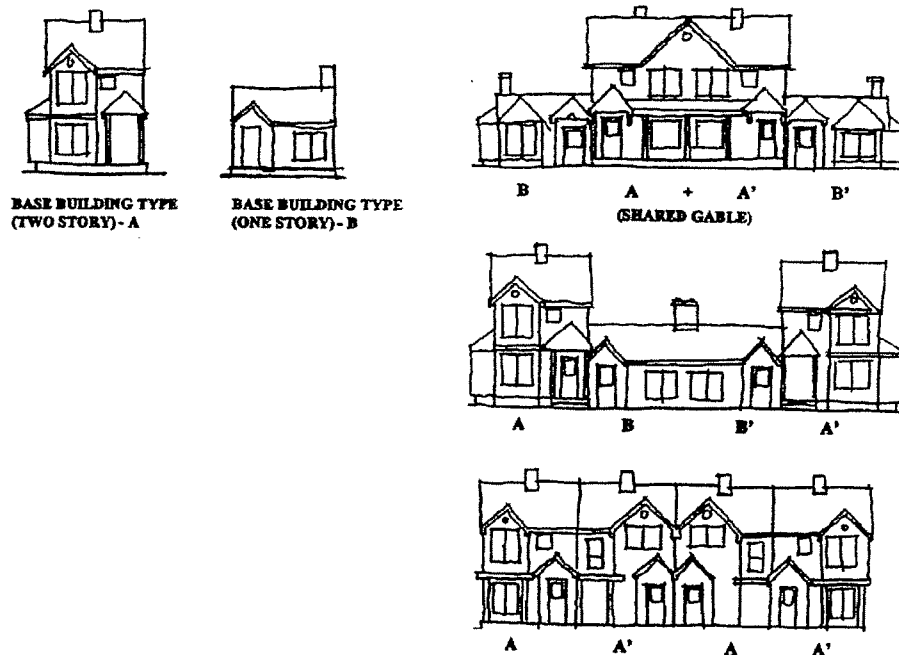 BASE BUILDING TYPE
(TWO STORY) - A
BASE BUILDING TYPE
(ONE STORY) - B
B A + A' B'
(SHARED GABLE)
A B B' A'
A A' A A'